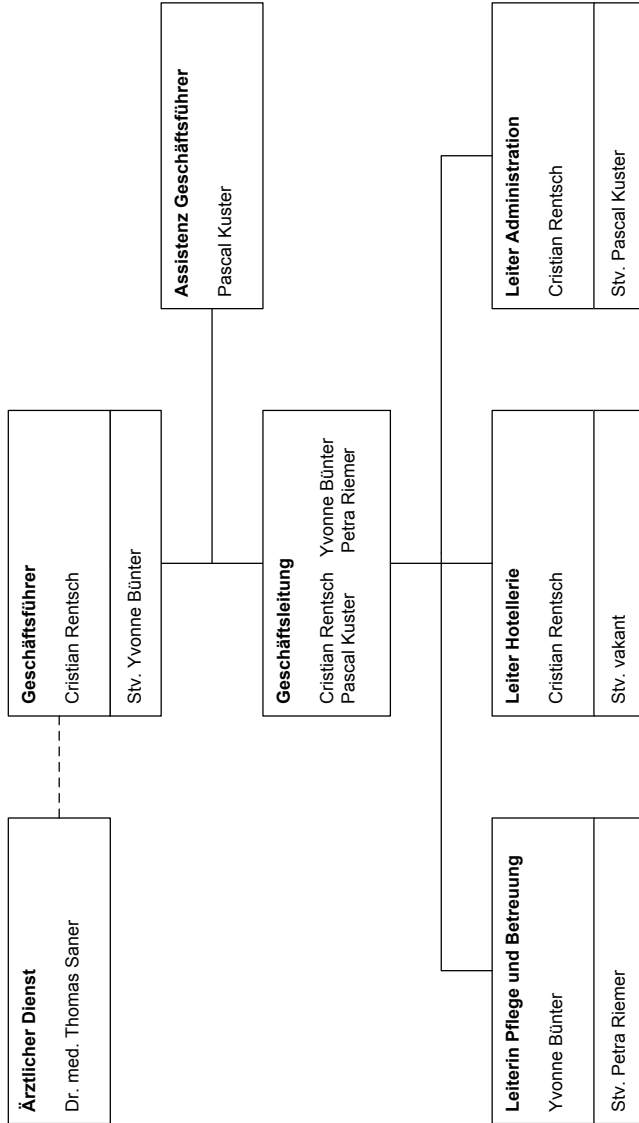 Ärztlicher Dienst
Dr. med. Thomas Saner
Geschäftsführer
Cristian Rentsch
Stv. Yvonne Bünter
Assistenz Geschäftsführer
Pascal Kuster
Geschäftsleitung
Cristian Rentsch Yvonne Bünter
Pascal Kuster Petra Riemer
Leiterin Pflege und Betreuung
Yvonne Bünter
Stv. Petra Riemer
Leiter Hotellerie
Cristian Rentsch
Stv. vakant
Leiter Administration
Cristian Rentsch
Stv. Pascal Kuster